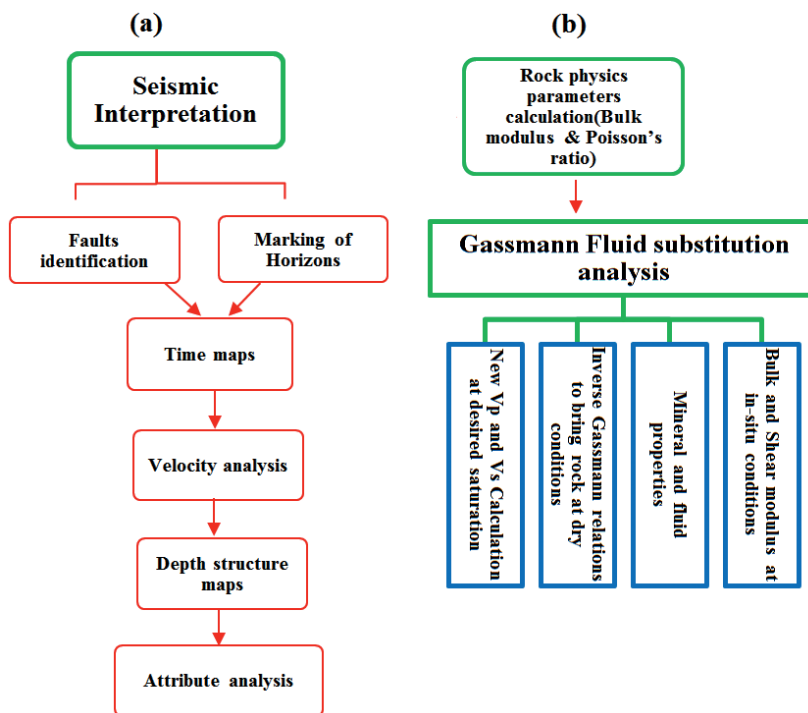 (a)
Seismic
Interpretation
Faults
identification
Marking of
Horizons
Time maps
Velocity analysis
Depth structure
maps
Attribute analysis
(b)
Rock physics
parameters
calculation(Bulk
modulus & Poisson's
ratio)
Gassmann Fluid substitution
analysis
New Vp and Vs Calculation
at desired saturation
Inverse Gassmann relations
to bring rock at dry
conditions
Mineral and fluid
properties
Bulk and Shear modulus at
in-situ conditions